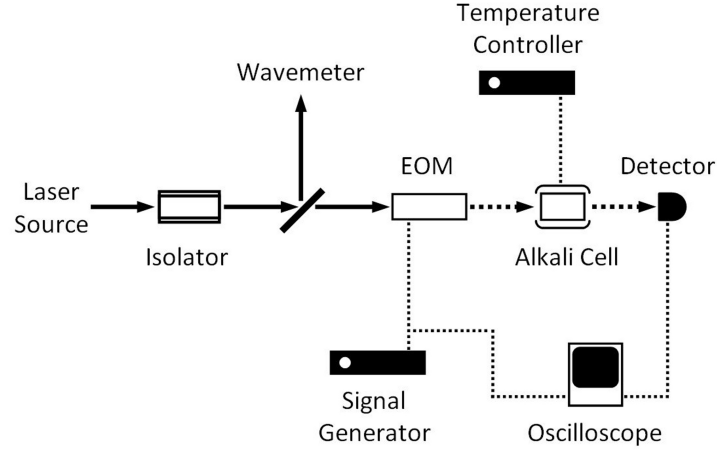 Temperature
Controller
Wavemeter
EOM
Detector
Laser
Source
Isolator
Alkali Cell
Signal
Generator
Oscilloscope